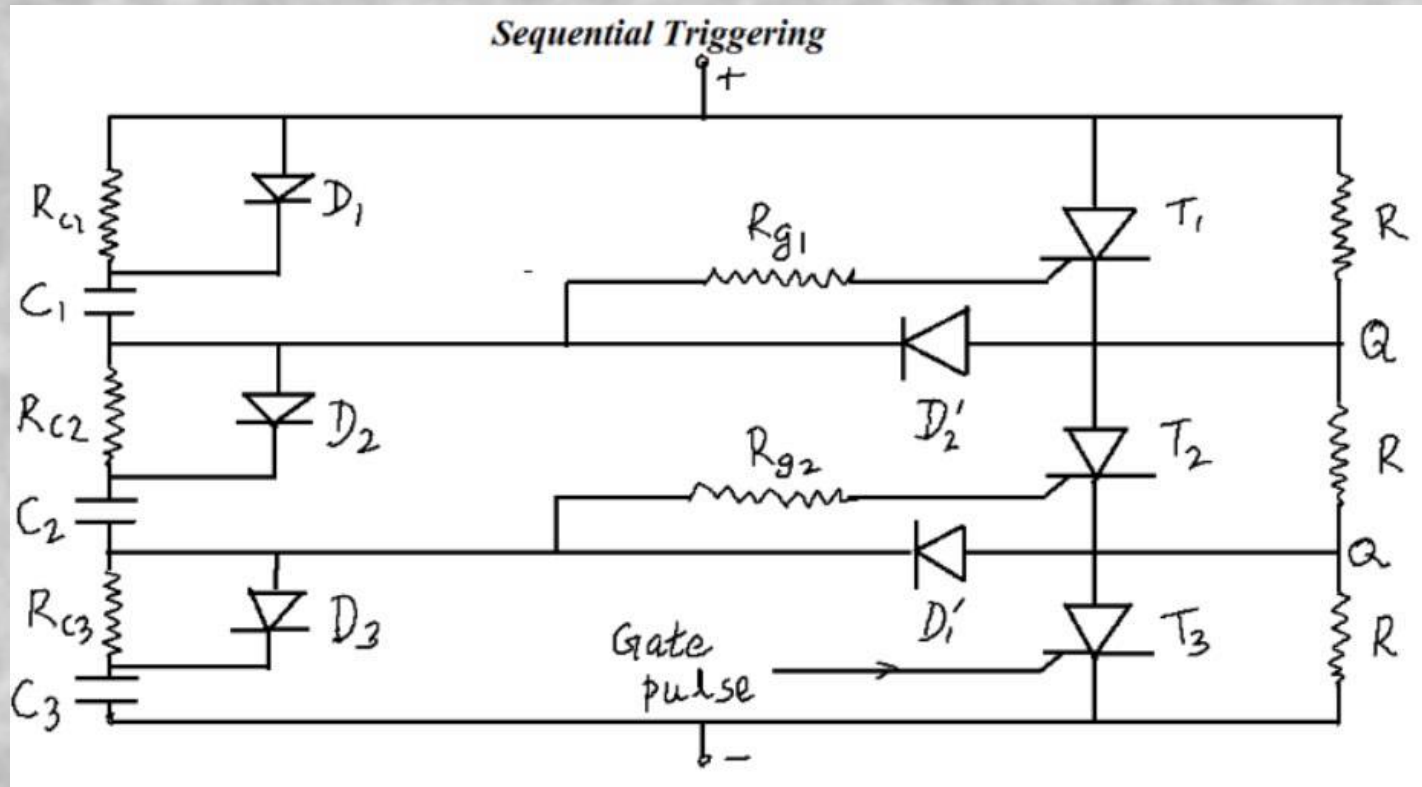 Sequential Triggering
+
Rc1
D1
Rg1
T1
R
C1
Q
Rc2
D2
D2'
Rg2
T2
R
C2
Q
Rc3
D3
Gate
pulse
D1'
T3
R
C3
-